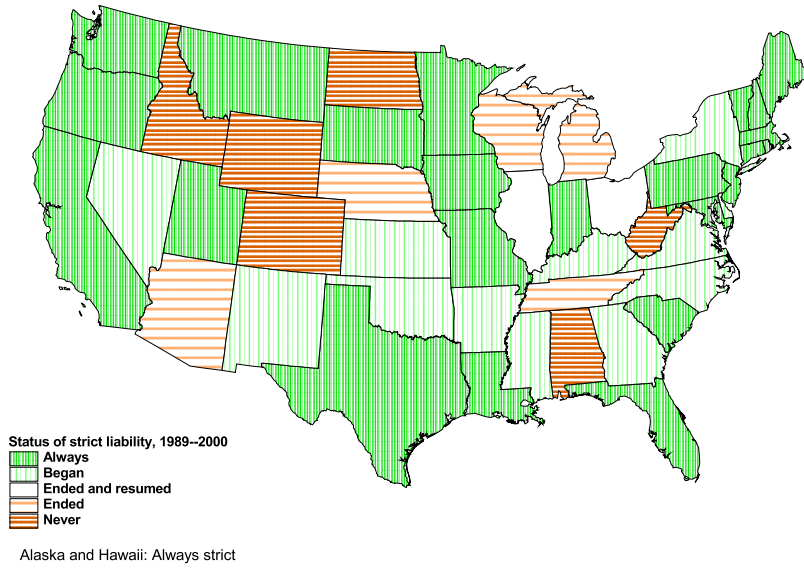 Status of strict liability, 1989--2000
Always
Began
Ended and resumed
Ended
Never
Alaska and Hawaii: Always strict